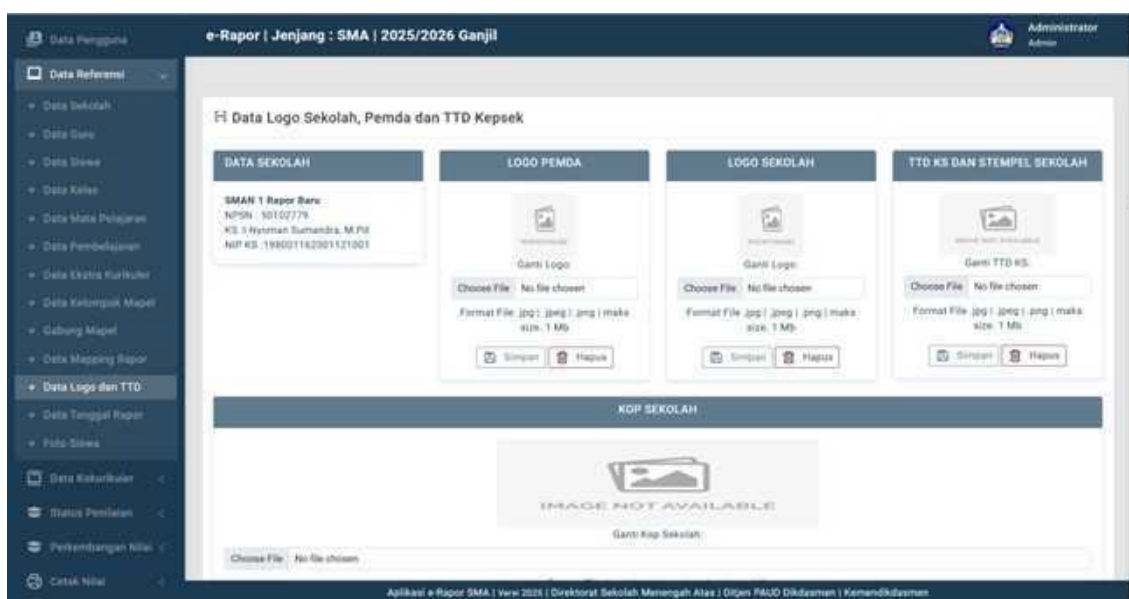 Data Pengguna
e-Rapor | Jenjang : SMA | 2025/2026 Ganjil
Administrator
Admin
Data Referensi
Data Sekolah
Data Guru
Data Siswa
Data Kelas
Data Mata Pelajaran
Data Pembelajaran
Data Ekstra Kurikuler
Data Kelompok Mapel
Gabung Mapel
Data Mapping Rapor
Data Logo dan TTD
Data Tanggal Rapor
Foto Siswa
Data Kokurikuler
Status Penilaian
Perkembangan Nilai
Cetak Nilai
Data Logo Sekolah, Pemda dan TTD Kepsek
DATA SEKOLAH
SMAN 1 Rapor Baru
NPSN : 50102779
KS: I Nyoman Sumandra, M.Pd
NIP KS :
LOGO PEMDA
Ganti Logo:
Choose File No file chosen
Format File .jpg | .jpeg | .png | maks
size. 1 Mb
Simpan Hapus
LOGO SEKOLAH
Ganti Logo:
Choose File No file chosen
Format File .jpg | .jpeg | .png | maks
size. 1 Mb
Simpan Hapus
TTD KS DAN STEMPEL SEKOLAH
IMAGE NOT AVAILABLE
Ganti TTD KS:
Choose File No file chosen
Format File .jpg | .jpeg | .png | maks
size. 1 Mb
Simpan Hapus
KOP SEKOLAH
IMAGE NOT AVAILABLE
Ganti Kop Sekolah:
Choose File No file chosen
Aplikasi e-Rapor SMA | Versi 2025 | Direktorat Sekolah Menengah Atas | Ditjen PAUD Dikdasmen | Kemendikdasmen